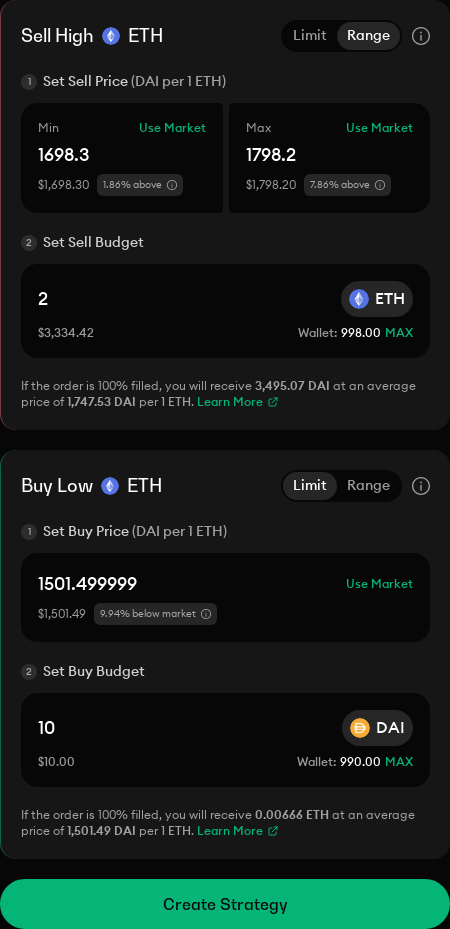 Sell High ETH Limit Range
1 Set Sell Price (DAI per 1 ETH)
Min Use Market Max Use Market
1698.3 1798.2
$1,698.30 1.86% above $1,798.20 7.86% above
2 Set Sell Budget
2 ETH
$3,334.42 Wallet: 998.00 MAX
If the order is 100% filled, you will receive 3,495.07 DAI at an average
price of 1,747.53 DAI per 1 ETH. Learn More
Buy Low ETH Limit Range
1 Set Buy Price (DAI per 1 ETH)
1501.499999 Use Market
$1,501.49 9.94% below market
2 Set Buy Budget
10 DAI
$10.00 Wallet: 990.00 MAX
If the order is 100% filled, you will receive 0.00666 ETH at an average
price of 1,501.49 DAI per 1 ETH. Learn More
Create Strategy